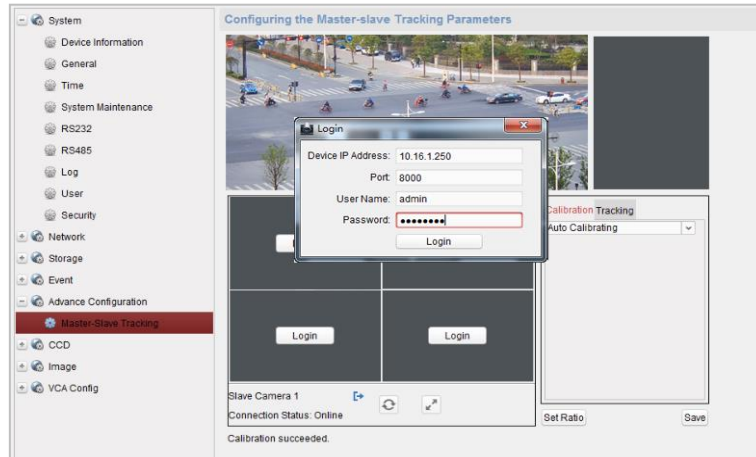 System
Device Information
General
Time
System Maintenance
RS232
RS485
Log
User
Security
Network
Storage
Event
Advance Configuration
Master-Slave Tracking
CCD
Image
VCA Config
Configuring the Master-slave Tracking Parameters
Login
Device IP Address: 10.16.1.250
Port: 8000
User Name: admin
Password: ●●●●●●●●
Login
Calibration Tracking
Auto Calibrating
Login Login
Slave Camera 1
Connection Status: Online
Set Ratio Save
Calibration succeeded.